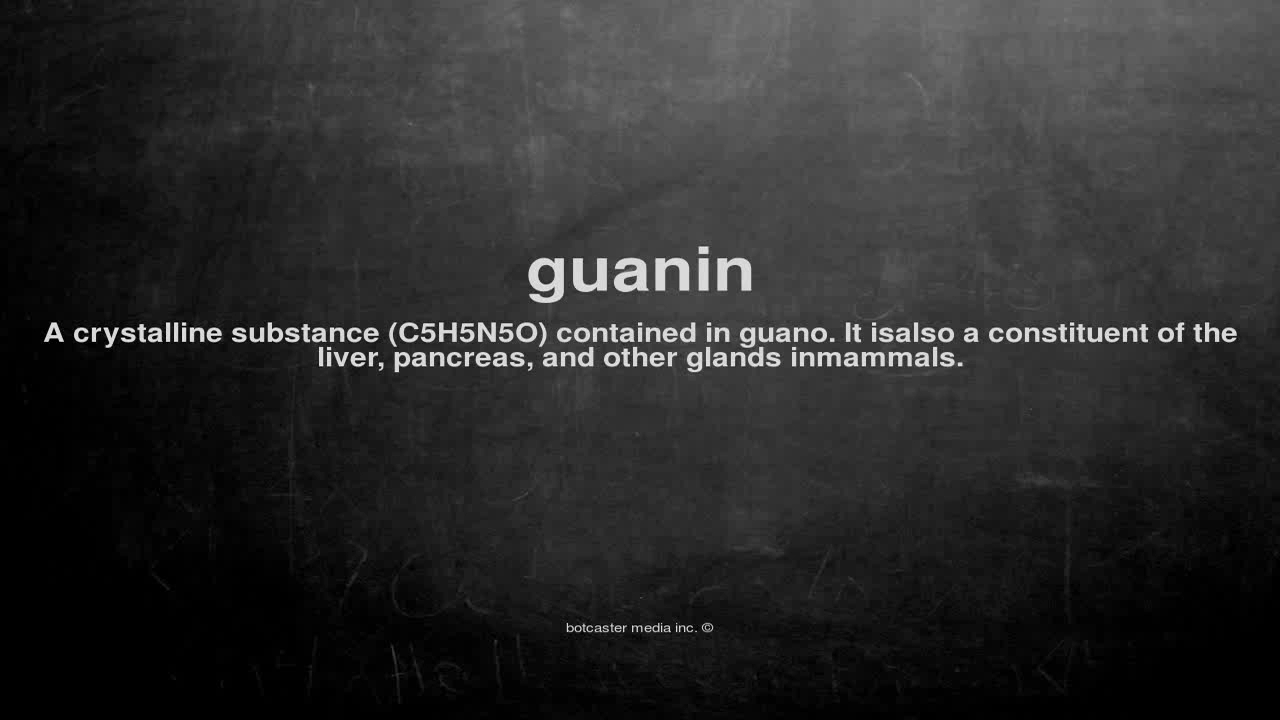 guanin
A crystalline substance (C5H5N5O) contained in guano. It isalso a constituent of the
liver, pancreas, and other glands inmammals.
botcaster media inc. ©